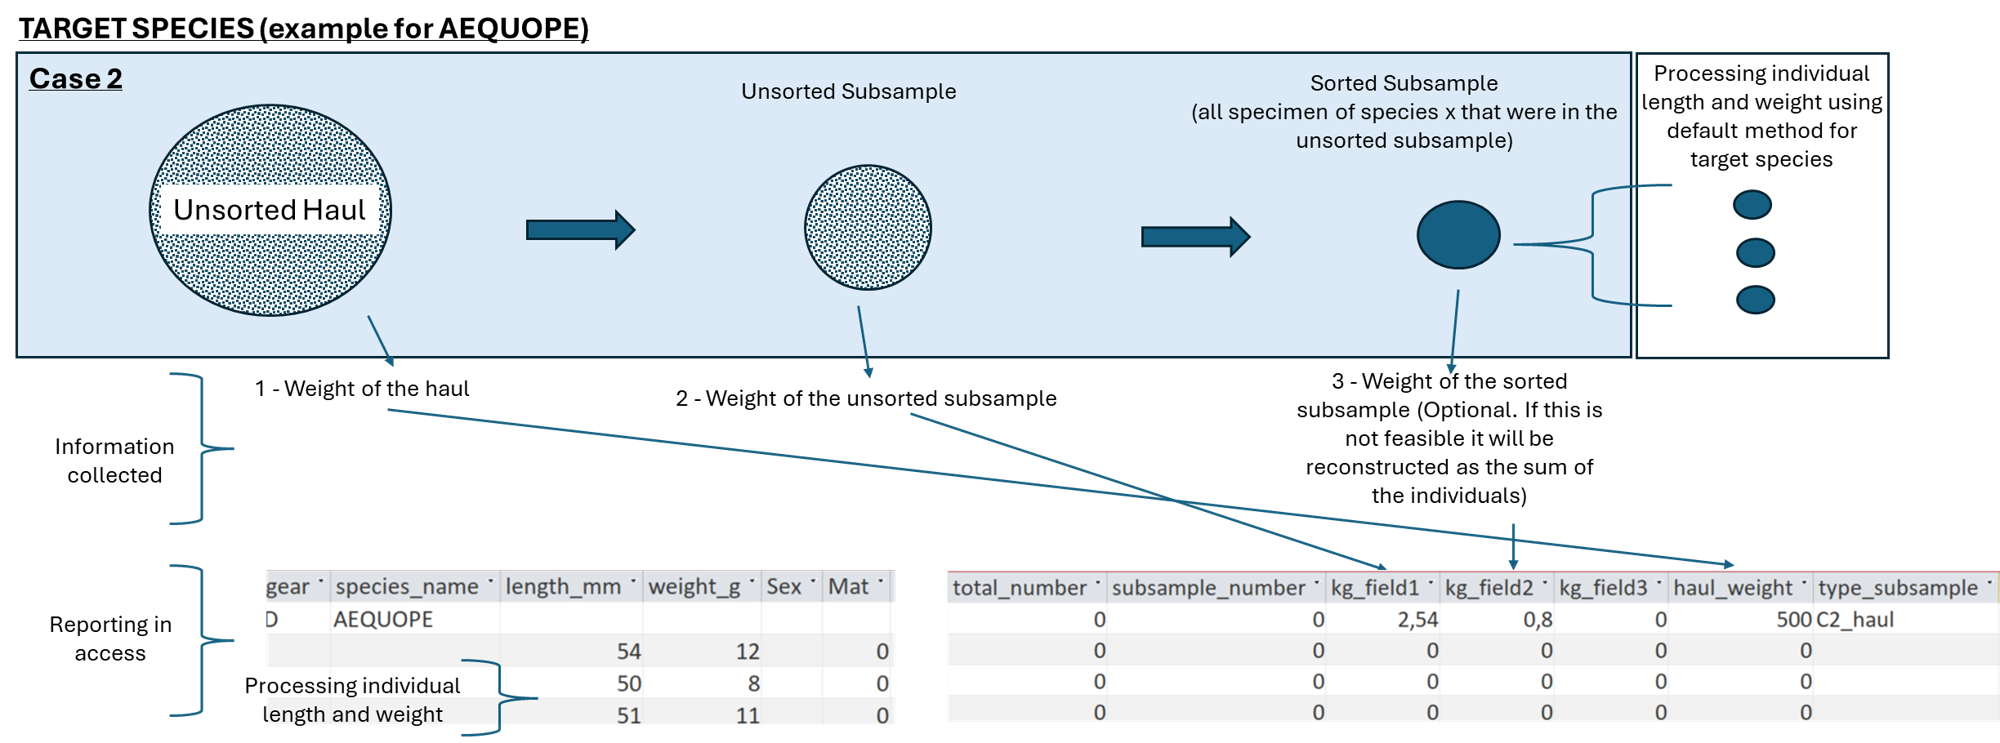 TARGET SPECIES (example for AEQUOPE)
Case 2
Unsorted Haul
Unsorted Subsample
Sorted Subsample
(all specimen of species x that were in the
unsorted subsample)
Processing individual
length and weight using
default method for
target species
1 - Weight of the haul
2 - Weight of the unsorted subsample
3 - Weight of the sorted
subsample (Optional. If this is
not feasible it will be
reconstructed as the sum of
the individuals)
Information
collected
Reporting in
access
gear species_name length_mm weight_g Sex Mat
D AEQUOPE
54 12 0
50 8 0
51 11 0
Processing individual
length and weight
total_number subsample_number kg_field1 kg_field2 kg_field3 haul_weight type_subsample
0 0 2,54 0,8 0 500 C2_haul
0 0 0 0 0 0
0 0 0 0 0 0
0 0 0 0 0 0